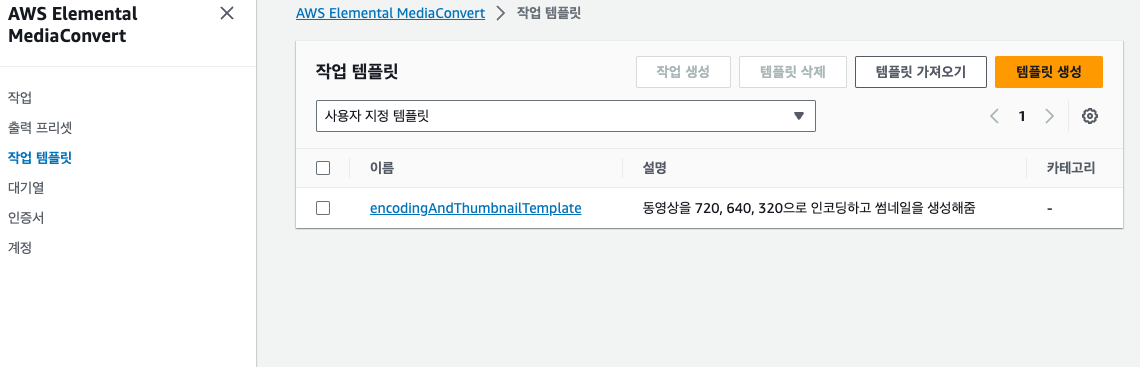 AWS Elemental
MediaConvert
작업
출력 프리셋
작업 템플릿
대기열
인증서
계정
AWS Elemental MediaConvert > 작업 템플릿
작업 템플릿
작업 생성 템플릿 삭제 템플릿 가져오기 템플릿 생성
사용자 지정 템플릿 1
이름 설명 카테고리
encodingAndThumbnailTemplate 동영상을 720, 640, 320으로 인코딩하고 썸네일을 생성해줌 -